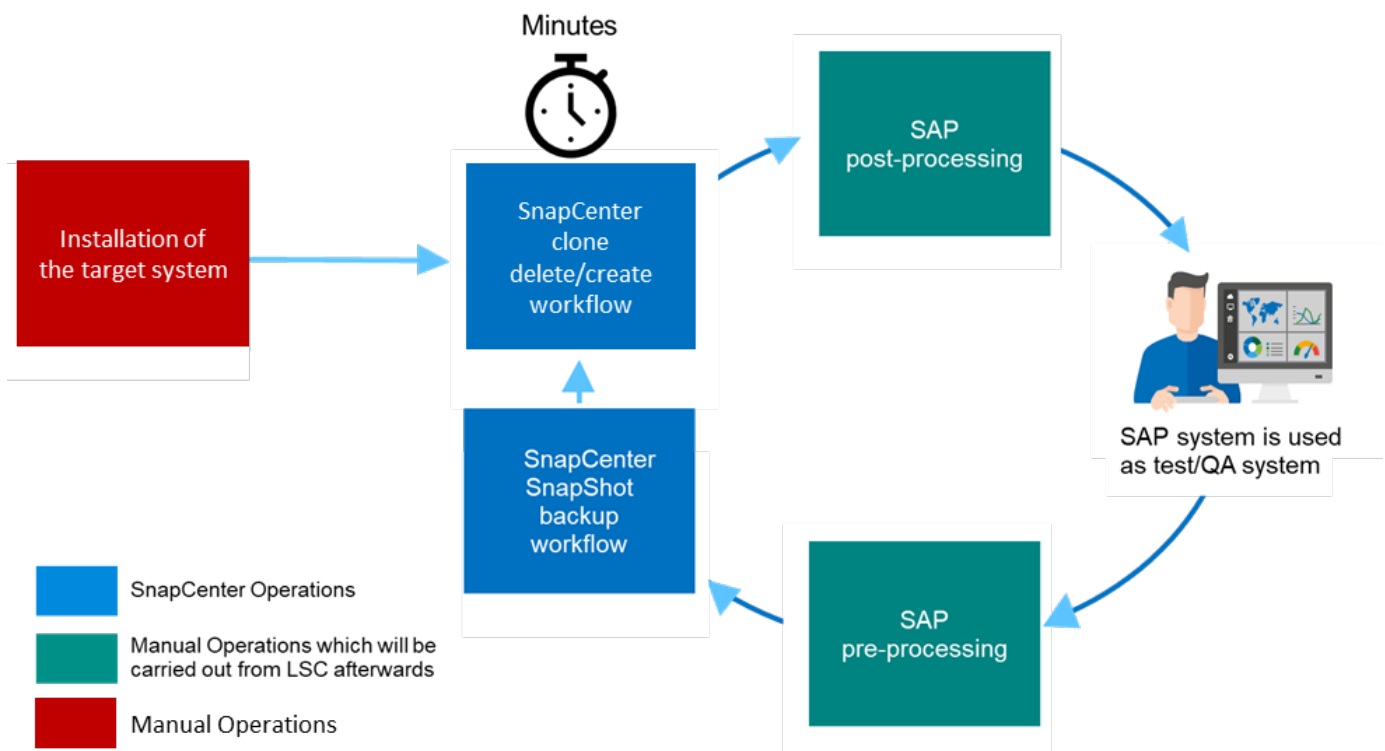 Minutes
SAP
post-processing
Installation of
the target system
SnapCenter
clone
delete/create
workflow
SAP system is used
as test/QA system
SnapCenter
SnapShot
backup
workflow
SAP
pre-processing
SnapCenter Operations
Manual Operations which will be
carried out from LSC afterwards
Manual Operations